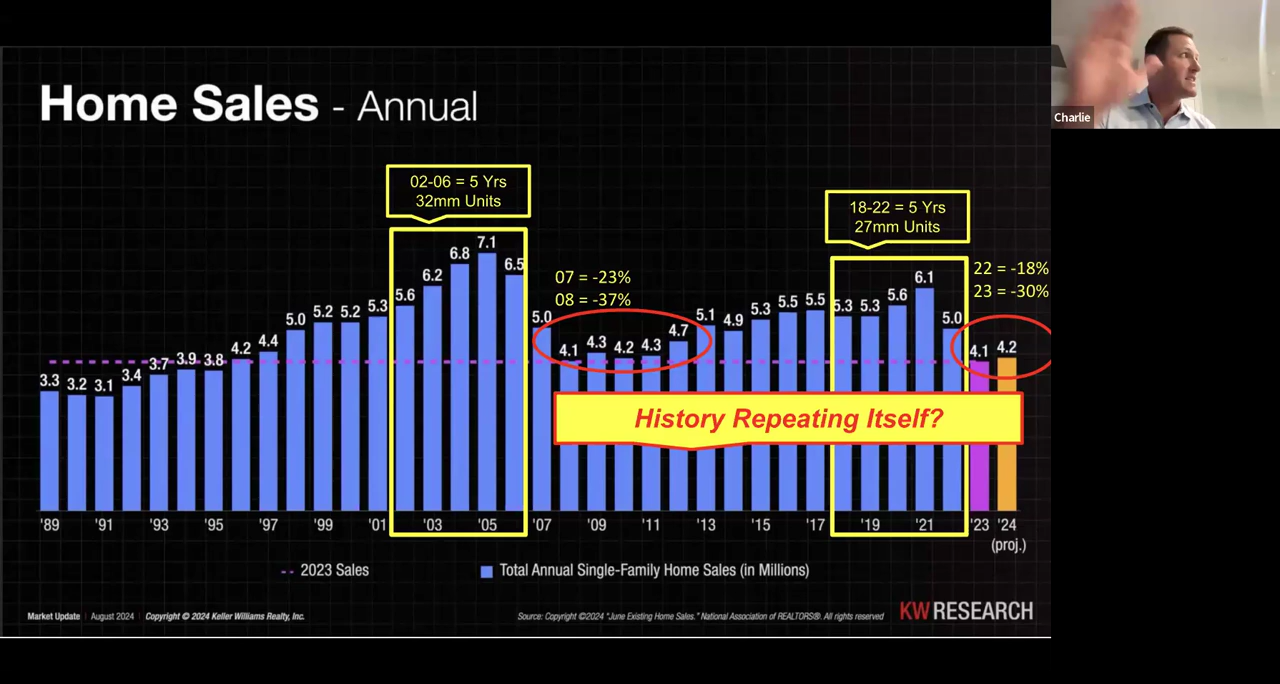 Home Sales - Annual
Charlie
02-06 = 5 Yrs
32mm Units
18-22 = 5 Yrs
27mm Units
07 = -23%
08 = -37%
22 = -18%
23 = -30%
3.3 3.2 3.1 3.4 3.7 3.9 3.8 4.2 4.4 5.0 5.2 5.2 5.3 5.6 6.2 6.8 7.1 6.5 5.0 4.1 4.3 4.2 4.3 4.7 5.1 4.9 5.3 5.5 5.5 5.3 5.3 5.6 6.1 5.0 4.1 4.2
History Repeating Itself?
'89 '91 '93 '95 '97 '99 '01 '03 '05 '07 '09 '11 '13 '15 '17 '19 '21 '23 '24
(proj.)
2023 Sales
Total Annual Single-Family Home Sales (in Millions)
Market Update | August 2024 | Copyright © 2024 Keller Williams Realty, Inc.
Source: Copyright ©2024 "June Existing Home Sales." National Association of REALTORS®. All rights reserved
KWRESEARCH